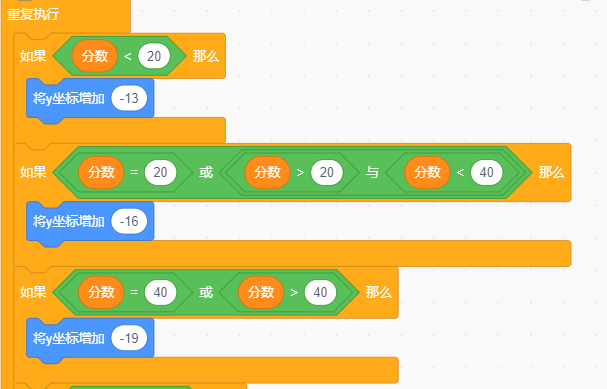 重复执行
如果 分数 < 20 那么
将y坐标增加 -13
如果 分数 = 20 或 分数 > 20 与 分数 < 40 那么
将y坐标增加 -16
如果 分数 = 40 或 分数 > 40 那么
将y坐标增加 -19